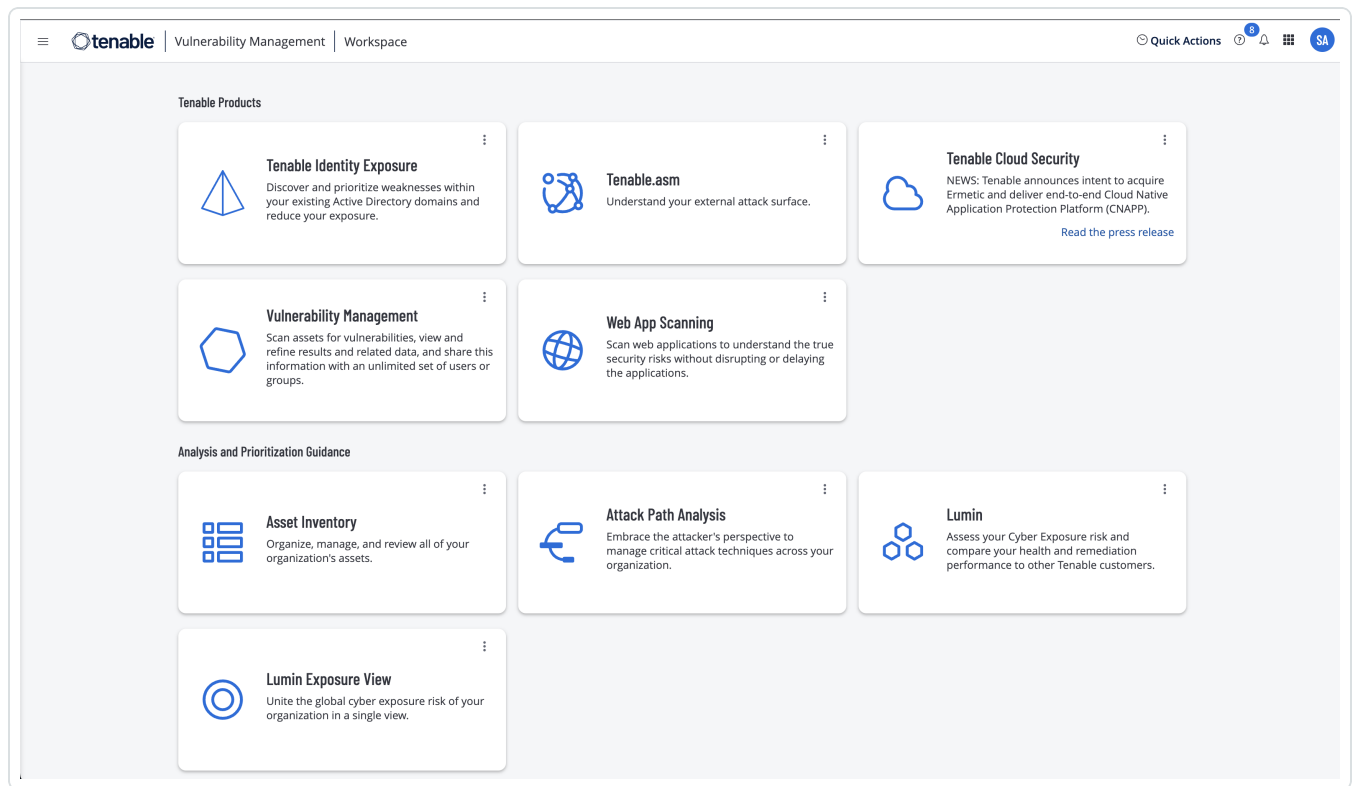 tenable
Vulnerability Management
Workspace
Quick Actions
8
SA
Tenable Products
Tenable Identity Exposure
Discover and prioritize weaknesses within
your existing Active Directory domains and
reduce your exposure.
Tenable.asm
Understand your external attack surface.
Tenable Cloud Security
NEWS: Tenable announces intent to acquire
Ermetic and deliver end-to-end Cloud Native
Application Protection Platform (CNAPP).
Read the press release
Vulnerability Management
Scan assets for vulnerabilities, view and
refine results and related data, and share this
information with an unlimited set of users or
groups.
Web App Scanning
Scan web applications to understand the true
security risks without disrupting or delaying
the applications.
Analysis and Prioritization Guidance
Asset Inventory
Organize, manage, and review all of your
organization's assets.
Attack Path Analysis
Embrace the attacker's perspective to
manage critical attack techniques across your
organization.
Lumin
Assess your Cyber Exposure risk and
compare your health and remediation
performance to other Tenable customers.
Lumin Exposure View
Unite the global cyber exposure risk of your
organization in a single view.